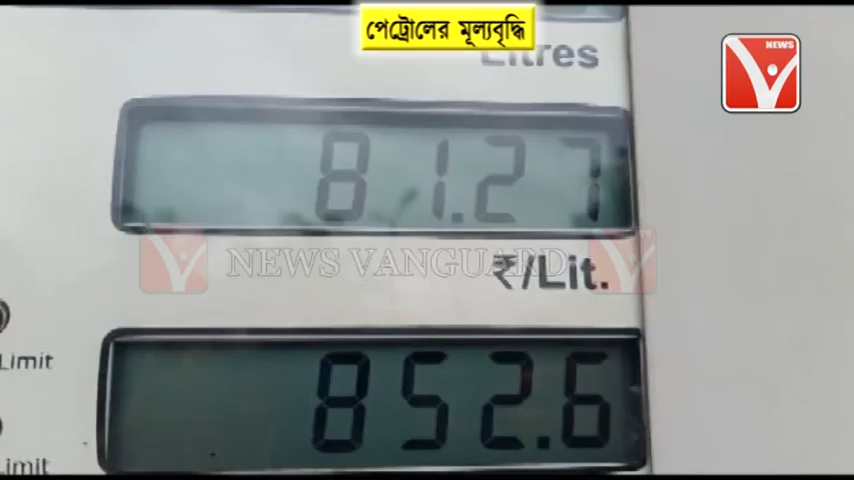 পেট্রোলের মূল্যবৃদ্ধি
NEWS
Litres
81.27
NEWS VANGUARD
₹/Lit.
Limit
852.6
Limit